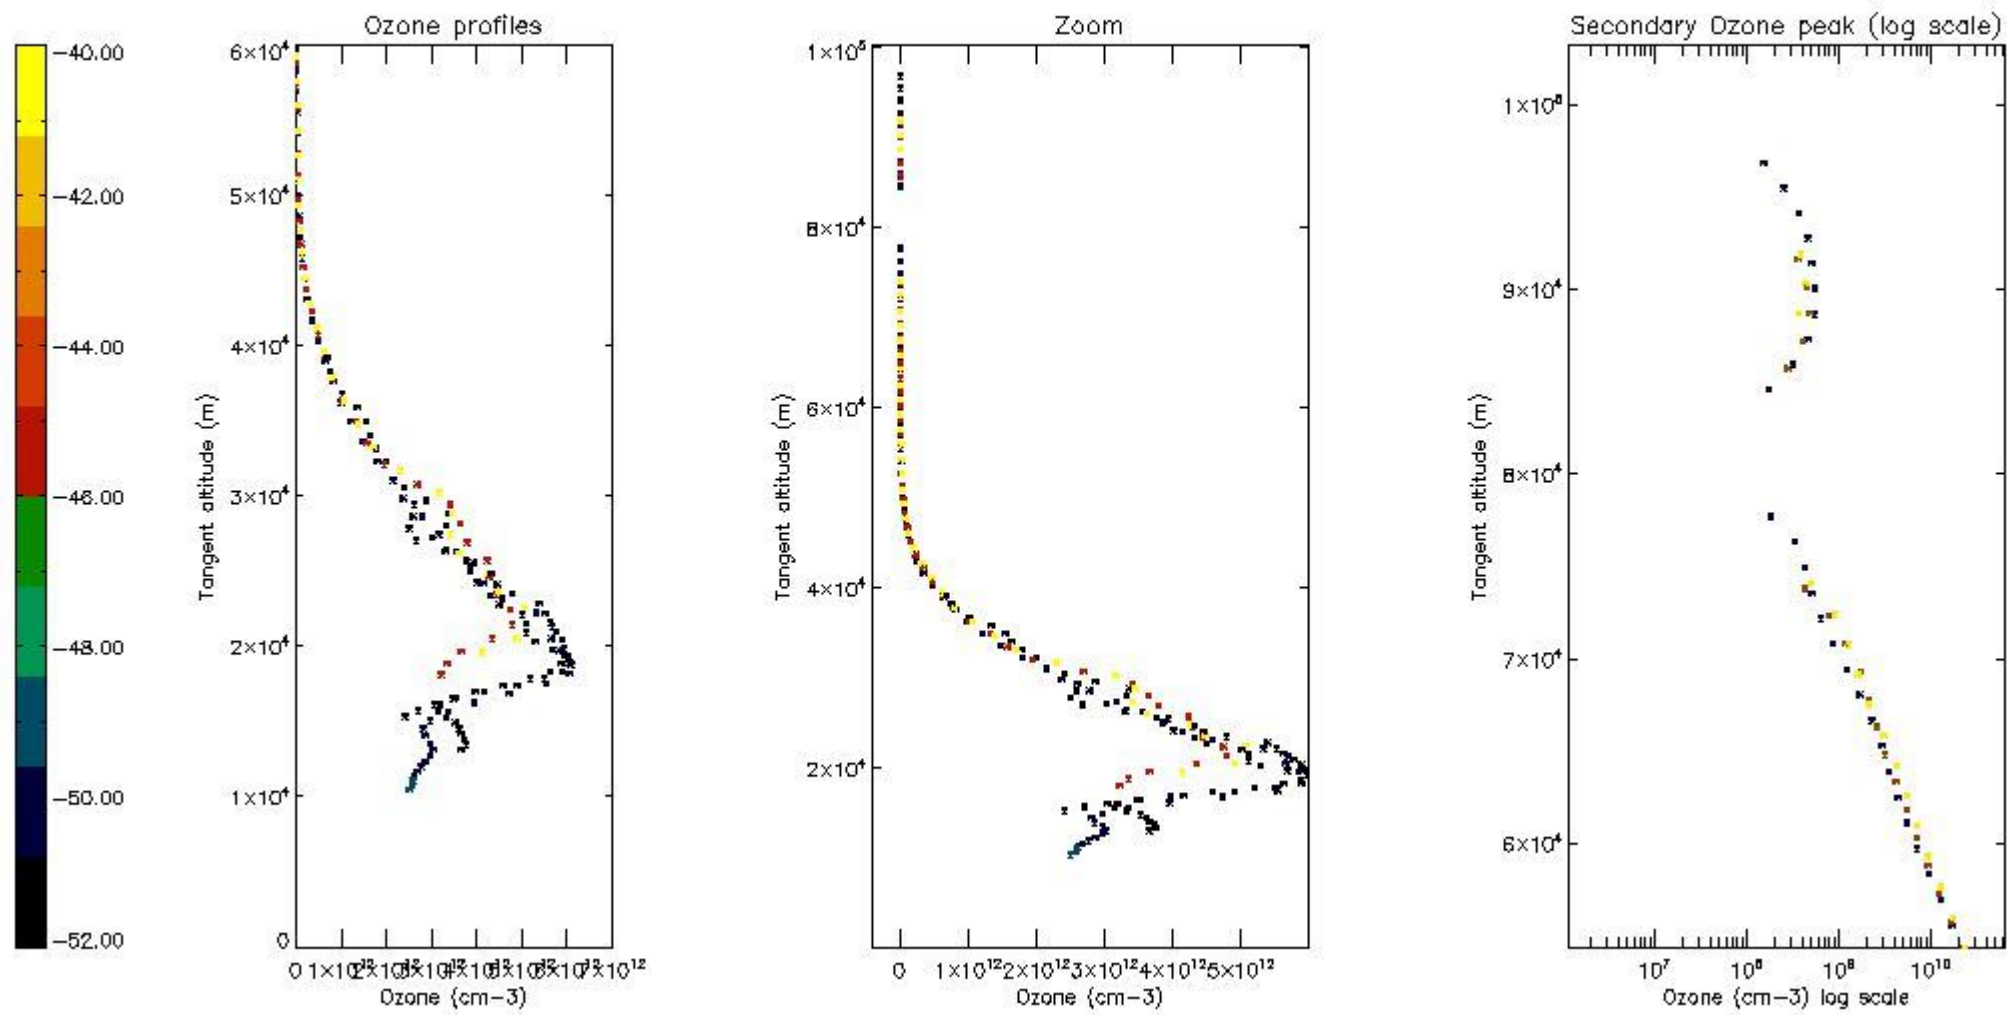 Ozone profiles
Zoom
Secondary Ozone peak (log scale)
-40.00
-42.00
-44.00
-46.00
-48.00
-50.00
-52.00
6×10⁴
5×10⁴
4×10⁴
3×10⁴
2×10⁴
1×10⁴
0
Tangent altitude (m)
Ozone (cm-3)
1×10⁵
8×10⁴
6×10⁴
4×10⁴
2×10⁴
Tangent altitude (m)
0 1×10¹² 2×10¹² 3×10¹² 4×10¹² 5×10¹²
Ozone (cm-3)
9×10⁴
8×10⁴
7×10⁴
6×10⁴
Tangent altitude (m)
10⁷ 10⁸ 10⁹ 10¹⁰
Ozone (cm-3) log scale